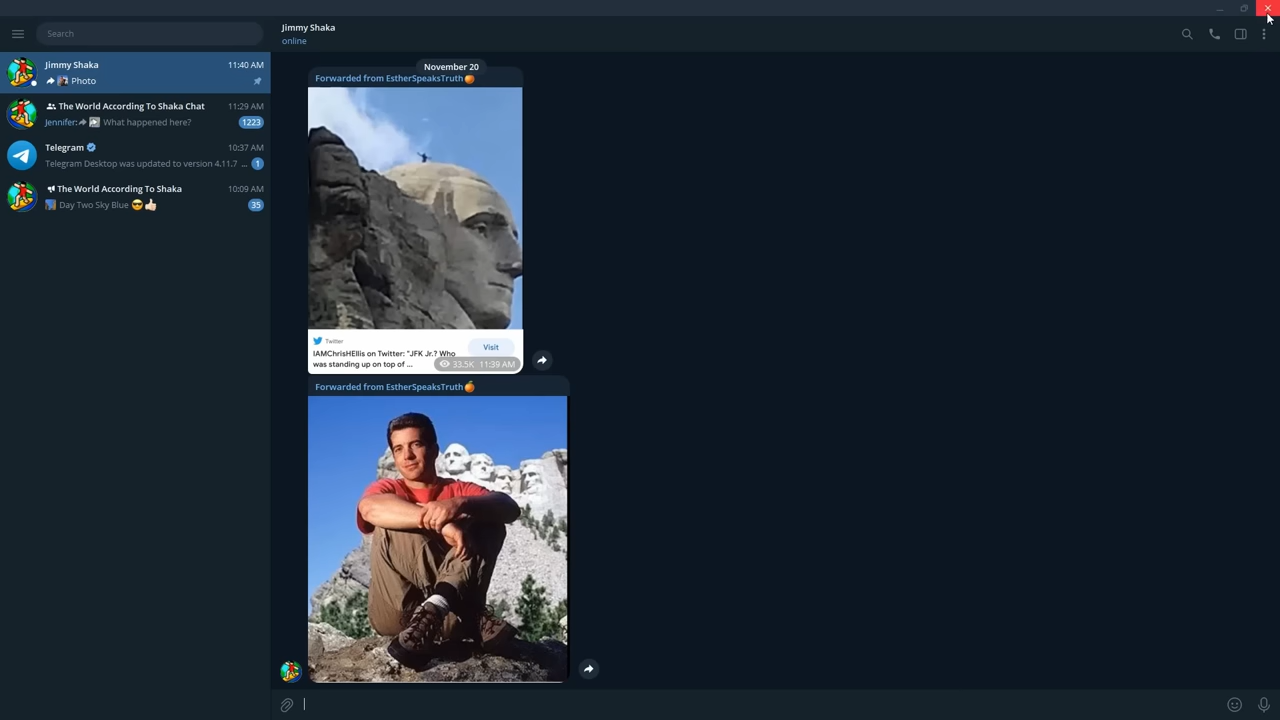 Search
Jimmy Shaka
11:40 AM
Photo
The World According To Shaka Chat
11:29 AM
Jennifer: What happened here?
1223
Telegram
10:37 AM
Telegram Desktop was updated to version 4.11.7 ...
1
The World According To Shaka
10:09 AM
Day Two Sky Blue 😎👍🏻
35
Jimmy Shaka
online
November 20
Forwarded from EstherSpeaksTruth🍊
Twitter
IAMChrisHEllis on Twitter: "JFK Jr.? Who
was standing up on top of ...
Visit
33.5K 11:39 AM
Forwarded from EstherSpeaksTruth🍊